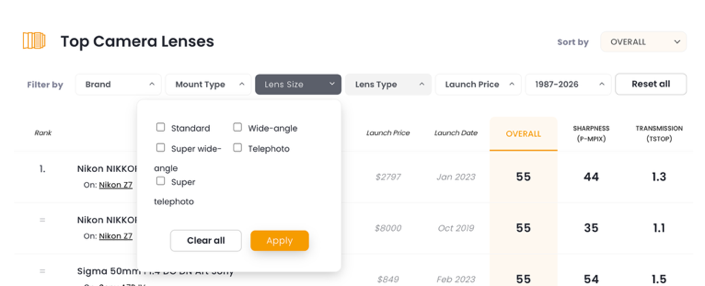 Top Camera Lenses
Sort by OVERALL
Filter by Brand Mount Type Lens Size Lens Type Launch Price 1987-2026 Reset all
Standard Wide-angle
Super wide-angle Telephoto
Super telephoto
Clear all Apply
Rank Launch Price Launch Date OVERALL SHARPNESS (P-MPIX) TRANSMISSION (TSTOP)
1. Nikon NIKKO $2797 Jan 2023 55 44 1.3
On: Nikon Z7
= Nikon NIKKO $8000 Oct 2019 55 35 1.1
On: Nikon Z7
= Sigma 50mm F1.4 DG DN Art Sony $849 Feb 2023 55 54 1.5